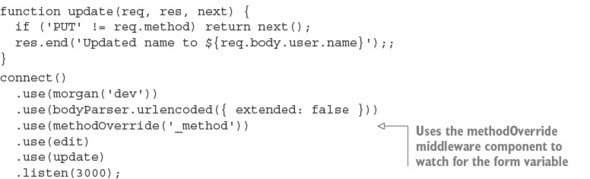 function update(req, res, next) {
  if ('PUT' != req.method) return next();
  res.end('Updated name to ${req.body.user.name}');;
}
connect()
  .use(morgan('dev'))
  .use(bodyParser.urlencoded({ extended: false }))
  .use(methodOverride('_method'))
  .use(edit)
  .use(update)
  .listen(3000);
Uses the methodOverride
middleware component to
watch for the form variable